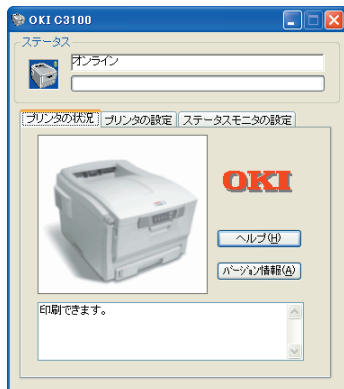 OKI C3100
ステータス
オンライン
プリンタの状況 プリンタの設定 ステータスモニタの設定
OKI
ヘルプ(H)
バージョン情報(A)
印刷できます。